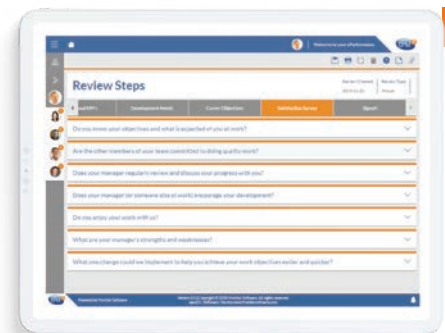 Welcome to your ePerformance
Review Steps
Review Type
Development Needs
Career Objectives
Satisfaction Survey
Signoff
Do you know your objectives and what is expected of you at work?
Are the other members of your team committed to doing quality work?
Does your manager regularly review and discuss your progress with you?
Does your manager (or someone else at work) encourage your development?
Do you enjoy your work with us?
What are your manager's strengths and weaknesses?
What one change could we implement to help you achieve your work objectives easier and quicker?